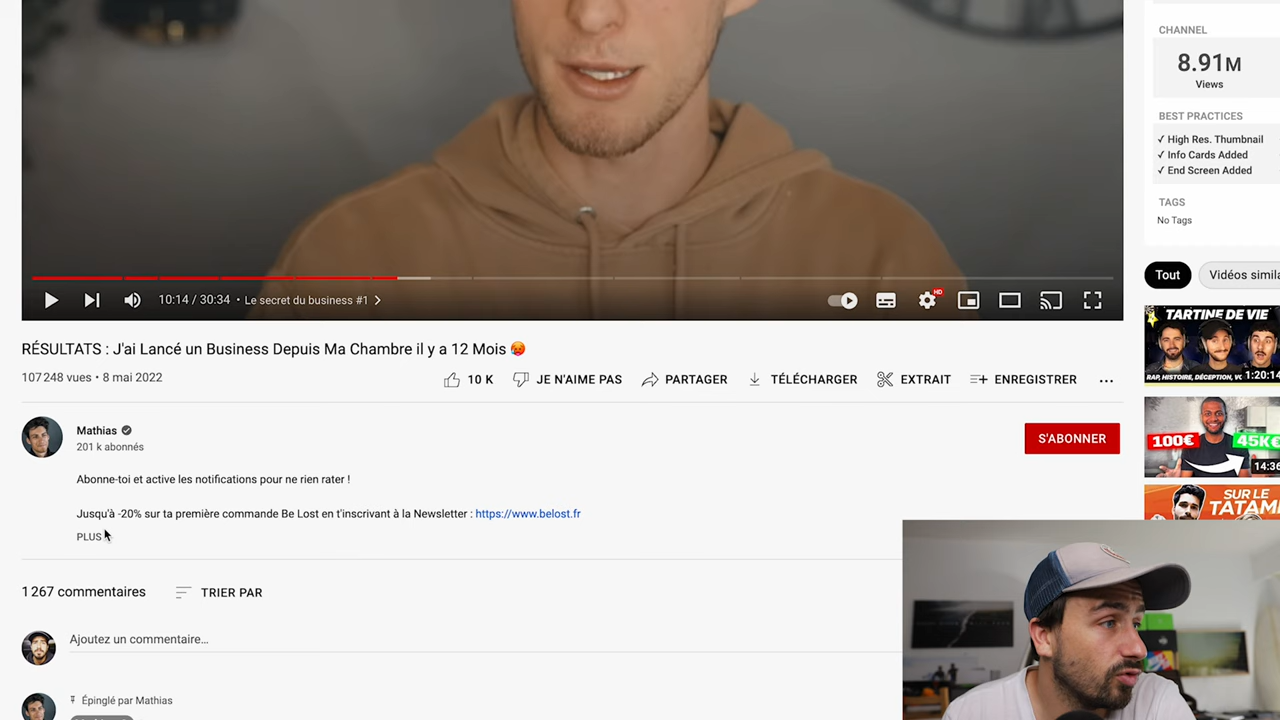 CHANNEL
8.91M
Views
BEST PRACTICES
✓ High Res. Thumbnail
✓ Info Cards Added
✓ End Screen Added
TAGS
No Tags
10:14 / 30:34 • Le secret du business #1
HD
RÉSULTATS : J'ai Lancé un Business Depuis Ma Chambre il y a 12 Mois 🥵
107 248 vues • 8 mai 2022
10 K
JE N'AIME PAS
PARTAGER
TÉLÉCHARGER
EXTRAIT
ENREGISTRER
Tout
Vidéos simila
TARTINE DE VIE
RAP, HISTOIRE, DÉCEPTION,
1:20:14
100€
45K€
14:36
SUR LE
TATAMI
Mathias
201 k abonnés
S'ABONNER
Abonne-toi et active les notifications pour ne rien rater !
Jusqu'à -20% sur ta première commande Be Lost en t'inscrivant à la Newsletter : https://www.belost.fr
PLUS
1 267 commentaires
TRIER PAR
Ajoutez un commentaire...
Épinglé par Mathias